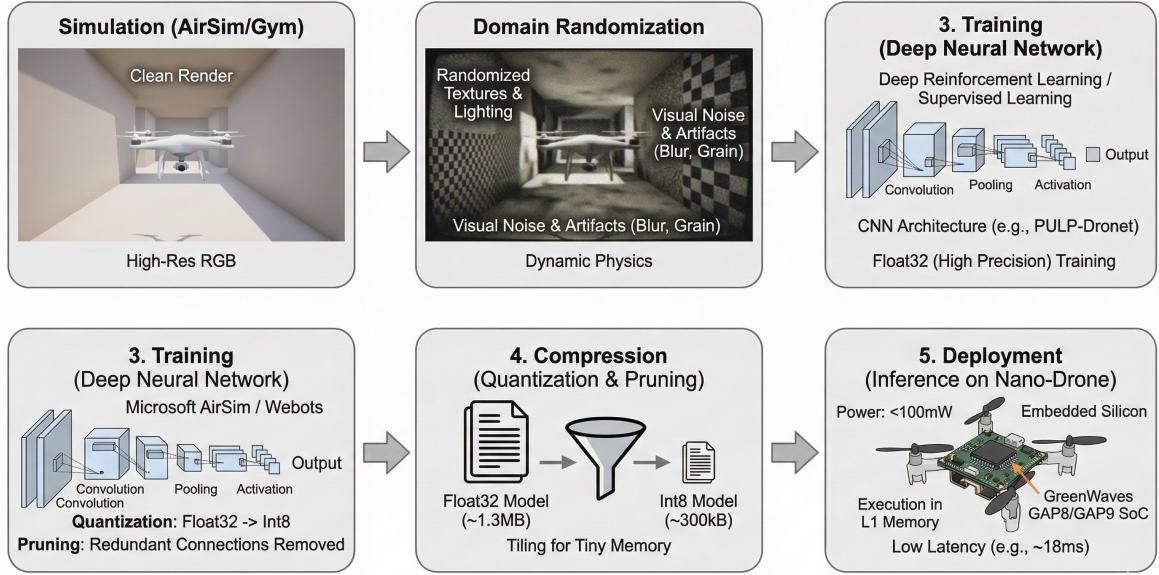 Simulation (AirSim/Gym)
Clean Render
High-Res RGB
Domain Randomization
Randomized
Textures &
Lighting
Visual Noise
& Artifacts
(Blur, Grain)
Visual Noise & Artifacts (Blur, Grain)
Dynamic Physics
3. Training
(Deep Neural Network)
Deep Reinforcement Learning /
Supervised Learning
Output
Convolution
Pooling
Activation
CNN Architecture (e.g., PULP-Dronet)
Float32 (High Precision) Training
3. Training
(Deep Neural Network)
Microsoft AirSim / Webots
Output
Convolution
Pooling
Activation
Convolution
Quantization: Float32 -> Int8
Pruning: Redundant Connections Removed
4. Compression
(Quantization & Pruning)
Float32 Model
(~1.3MB)
Int8 Model
(~300kB)
Tiling for Tiny Memory
5. Deployment
(Inference on Nano-Drone)
Power: <100mW
Embedded Silicon
Execution in
L1 Memory
GreenWaves
GAP8/GAP9 SoC
Low Latency (e.g., ~18ms)